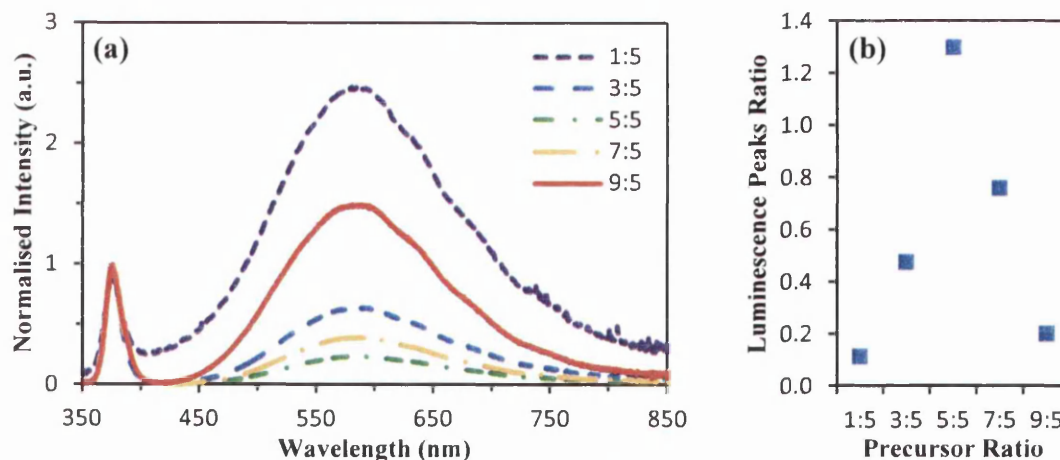 (a)
Normalised Intensity (a.u.)
3
2
1
0
350 450 550 650 750 850
Wavelength (nm)
1:5
3:5
5:5
7:5
9:5
(b)
Luminescence Peaks Ratio
1.4
1.2
1.0
0.8
0.6
0.4
0.2
0.0
1:5 3:5 5:5 7:5 9:5
Precursor Ratio